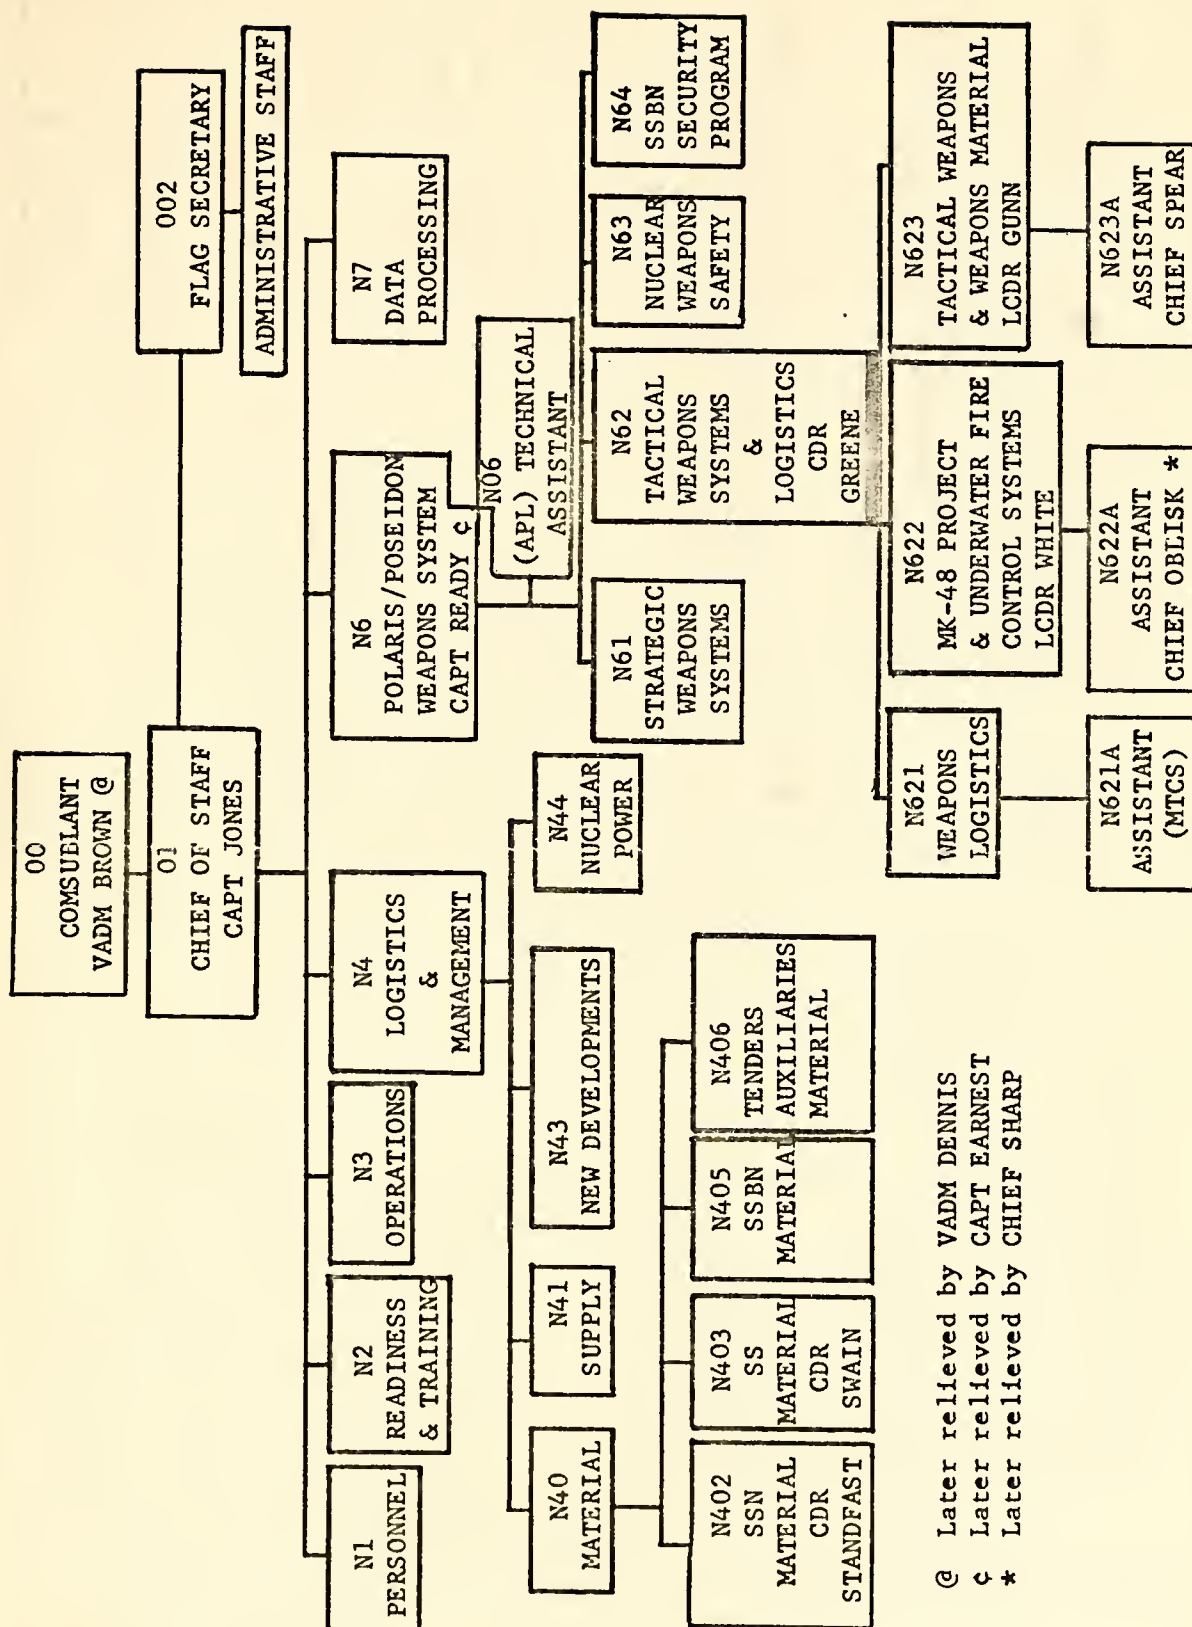 00
COMSUBLANT
VADM BROWN @
01
CHIEF OF STAFF
CAPT JONES
002
FLAG SECRETARY
ADMINISTRATIVE STAFF
N1
PERSONNEL
N2
READINESS
& TRAINING
N3
OPERATIONS
N4
LOGISTICS
&
MANAGEMENT
N6
POLARIS/POSEIDON
WEAPONS SYSTEM
CAPT READY ¢
N7
DATA
PROCESSING
N06
(APL) TECHNICAL
ASSISTANT
N40
MATERIAL
N41
SUPPLY
N43
NEW DEVELOPMENTS
N44
NUCLEAR
POWER
N61
STRATEGIC
WEAPONS
SYSTEMS
N62
TACTICAL
WEAPONS
SYSTEMS
&
LOGISTICS
CDR
GREENE
N63
NUCLEAR
WEAPONS
SAFETY
N64
SSBN
SECURITY
PROGRAM
N402
SSN
MATERIAL
CDR
STANDFAST
N403
SS
MATERIAL
CDR
SWAIN
N405
SSBN
MATERIAL
N406
TENDERS
AUXILIARIES
MATERIAL
N621
WEAPONS
LOGISTICS
N622
MK-48 PROJECT
& UNDERWATER FIRE
CONTROL SYSTEMS
LCDR WHITE
N623
TACTICAL WEAPONS
& WEAPONS MATERIAL
LCDR GUNN
N621A
ASSISTANT
(MTCS)
N622A
ASSISTANT
CHIEF OBLISK *
N623A
ASSISTANT
CHIEF SPEAR
@ Later relieved by VADM DENNIS
¢ Later relieved by CAPT EARNEST
* Later relieved by CHIEF SHARP